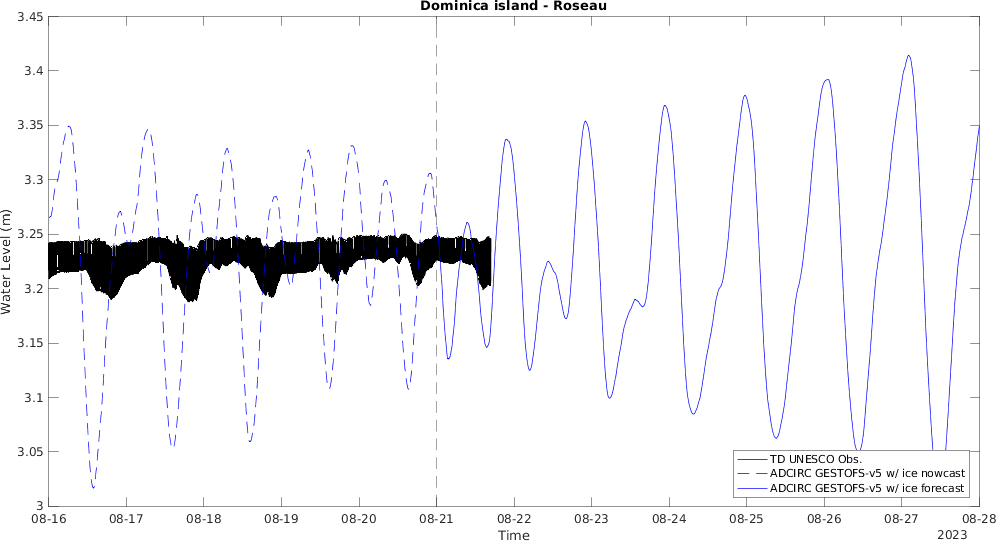 Dominica island - Roseau
3.45
3.4
3.35
3.3
3.25
3.2
3.15
3.1
3.05
3
Water Level (m)
TD UNESCO Obs.
ADCIRC GESTOFS-v5 w/ ice nowcast
ADCIRC GESTOFS-v5 w/ ice forecast
08-16 08-17 08-18 08-19 08-20 08-21 08-22 08-23 08-24 08-25 08-26 08-27 08-28
Time
2023